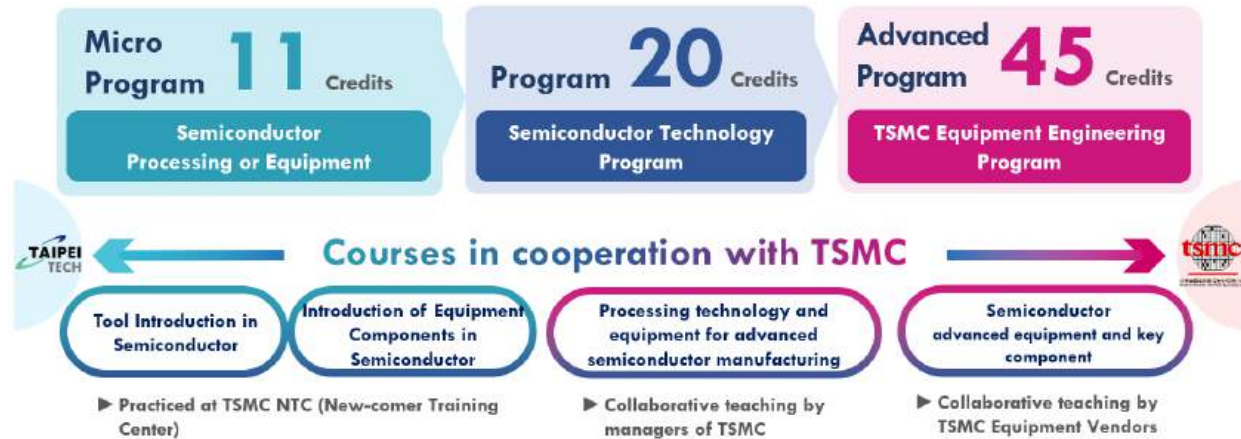 Micro
Program 11 Credits
Semiconductor
Processing or Equipment
Program 20 Credits
Semiconductor Technology
Program
Advanced
Program 45 Credits
TSMC Equipment Engineering
Program
TAIPEI
TECH
Courses in cooperation with TSMC
tsmc
Tool Introduction in
Semiconductor
Introduction of Equipment
Components in
Semiconductor
Processing technology and
equipment for advanced
semiconductor manufacturing
Semiconductor
advanced equipment and key
component
▶ Practiced at TSMC NTC (New-comer Training
Center)
▶ Collaborative teaching by
managers of TSMC
▶ Collaborative teaching by
TSMC Equipment Vendors